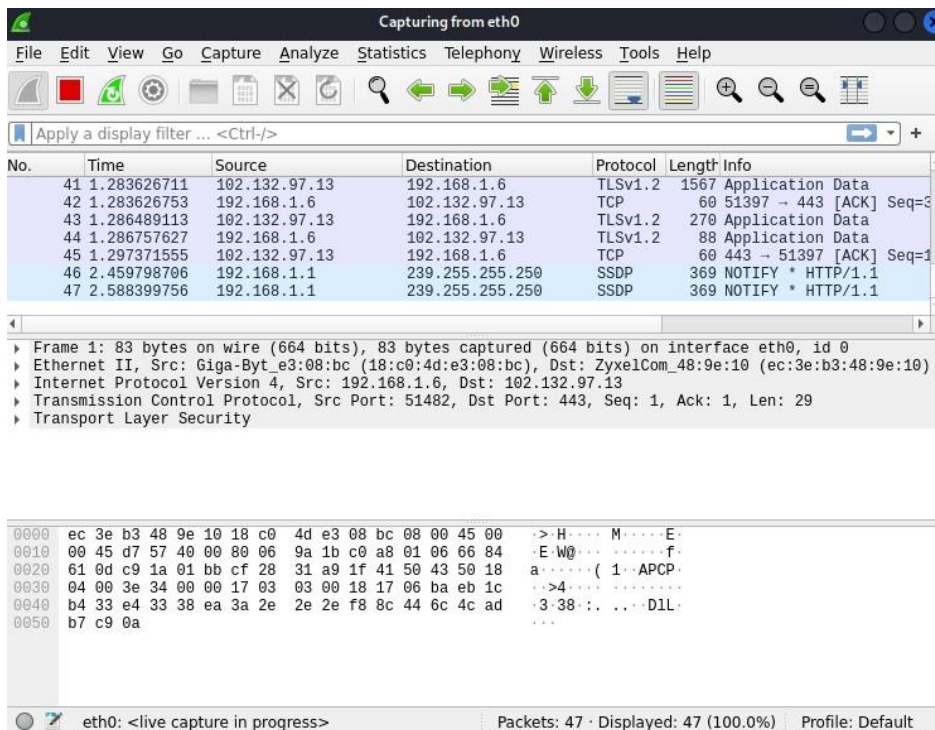 Capturing from eth0
File Edit View Go Capture Analyze Statistics Telephony Wireless Tools Help
Apply a display filter ... <Ctrl-/>
No. Time Source Destination Protocol Length Info
41 1.283626711 102.132.97.13 192.168.1.6 TLSv1.2 1567 Application Data
42 1.283626753 192.168.1.6 102.132.97.13 TCP 60 51397 → 443 [ACK] Seq=3
43 1.286489113 102.132.97.13 192.168.1.6 TLSv1.2 270 Application Data
44 1.286757627 192.168.1.6 102.132.97.13 TLSv1.2 88 Application Data
45 1.297371555 102.132.97.13 192.168.1.6 TCP 60 443 → 51397 [ACK] Seq=1
46 2.459798706 192.168.1.1 239.255.255.250 SSDP 369 NOTIFY * HTTP/1.1
47 2.588399756 192.168.1.1 239.255.255.250 SSDP 369 NOTIFY * HTTP/1.1
Frame 1: 83 bytes on wire (664 bits), 83 bytes captured (664 bits) on interface eth0, id 0
Ethernet II, Src: Giga-Byt_e3:08:bc (18:c0:4d:e3:08:bc), Dst: ZyxelCom_48:9e:10 (ec:3e:b3:48:9e:10)
Internet Protocol Version 4, Src: 192.168.1.6, Dst: 102.132.97.13
Transmission Control Protocol, Src Port: 51482, Dst Port: 443, Seq: 1, Ack: 1, Len: 29
Transport Layer Security
0000 ec 3e b3 48 9e 10 18 c0 4d e3 08 bc 08 00 45 00 ·>·H···· M·····E·
0010 00 45 d7 57 40 00 80 06 9a 1b c0 a8 01 06 66 84 ·E·W@··· ······f·
0020 61 0d c9 1a 01 bb cf 28 31 a9 1f 41 50 43 50 18 a······( 1··APCP·
0030 04 00 3e 34 00 00 17 03 03 00 18 17 06 ba eb 1c ··>4···· ········
0040 b4 33 e4 33 38 ea 3a 2e 2e 2e f8 8c 44 6c 4c ad ·3·38·:. ..··DlL·
0050 b7 c9 0a ···
eth0: <live capture in progress> Packets: 47 · Displayed: 47 (100.0%) Profile: Default